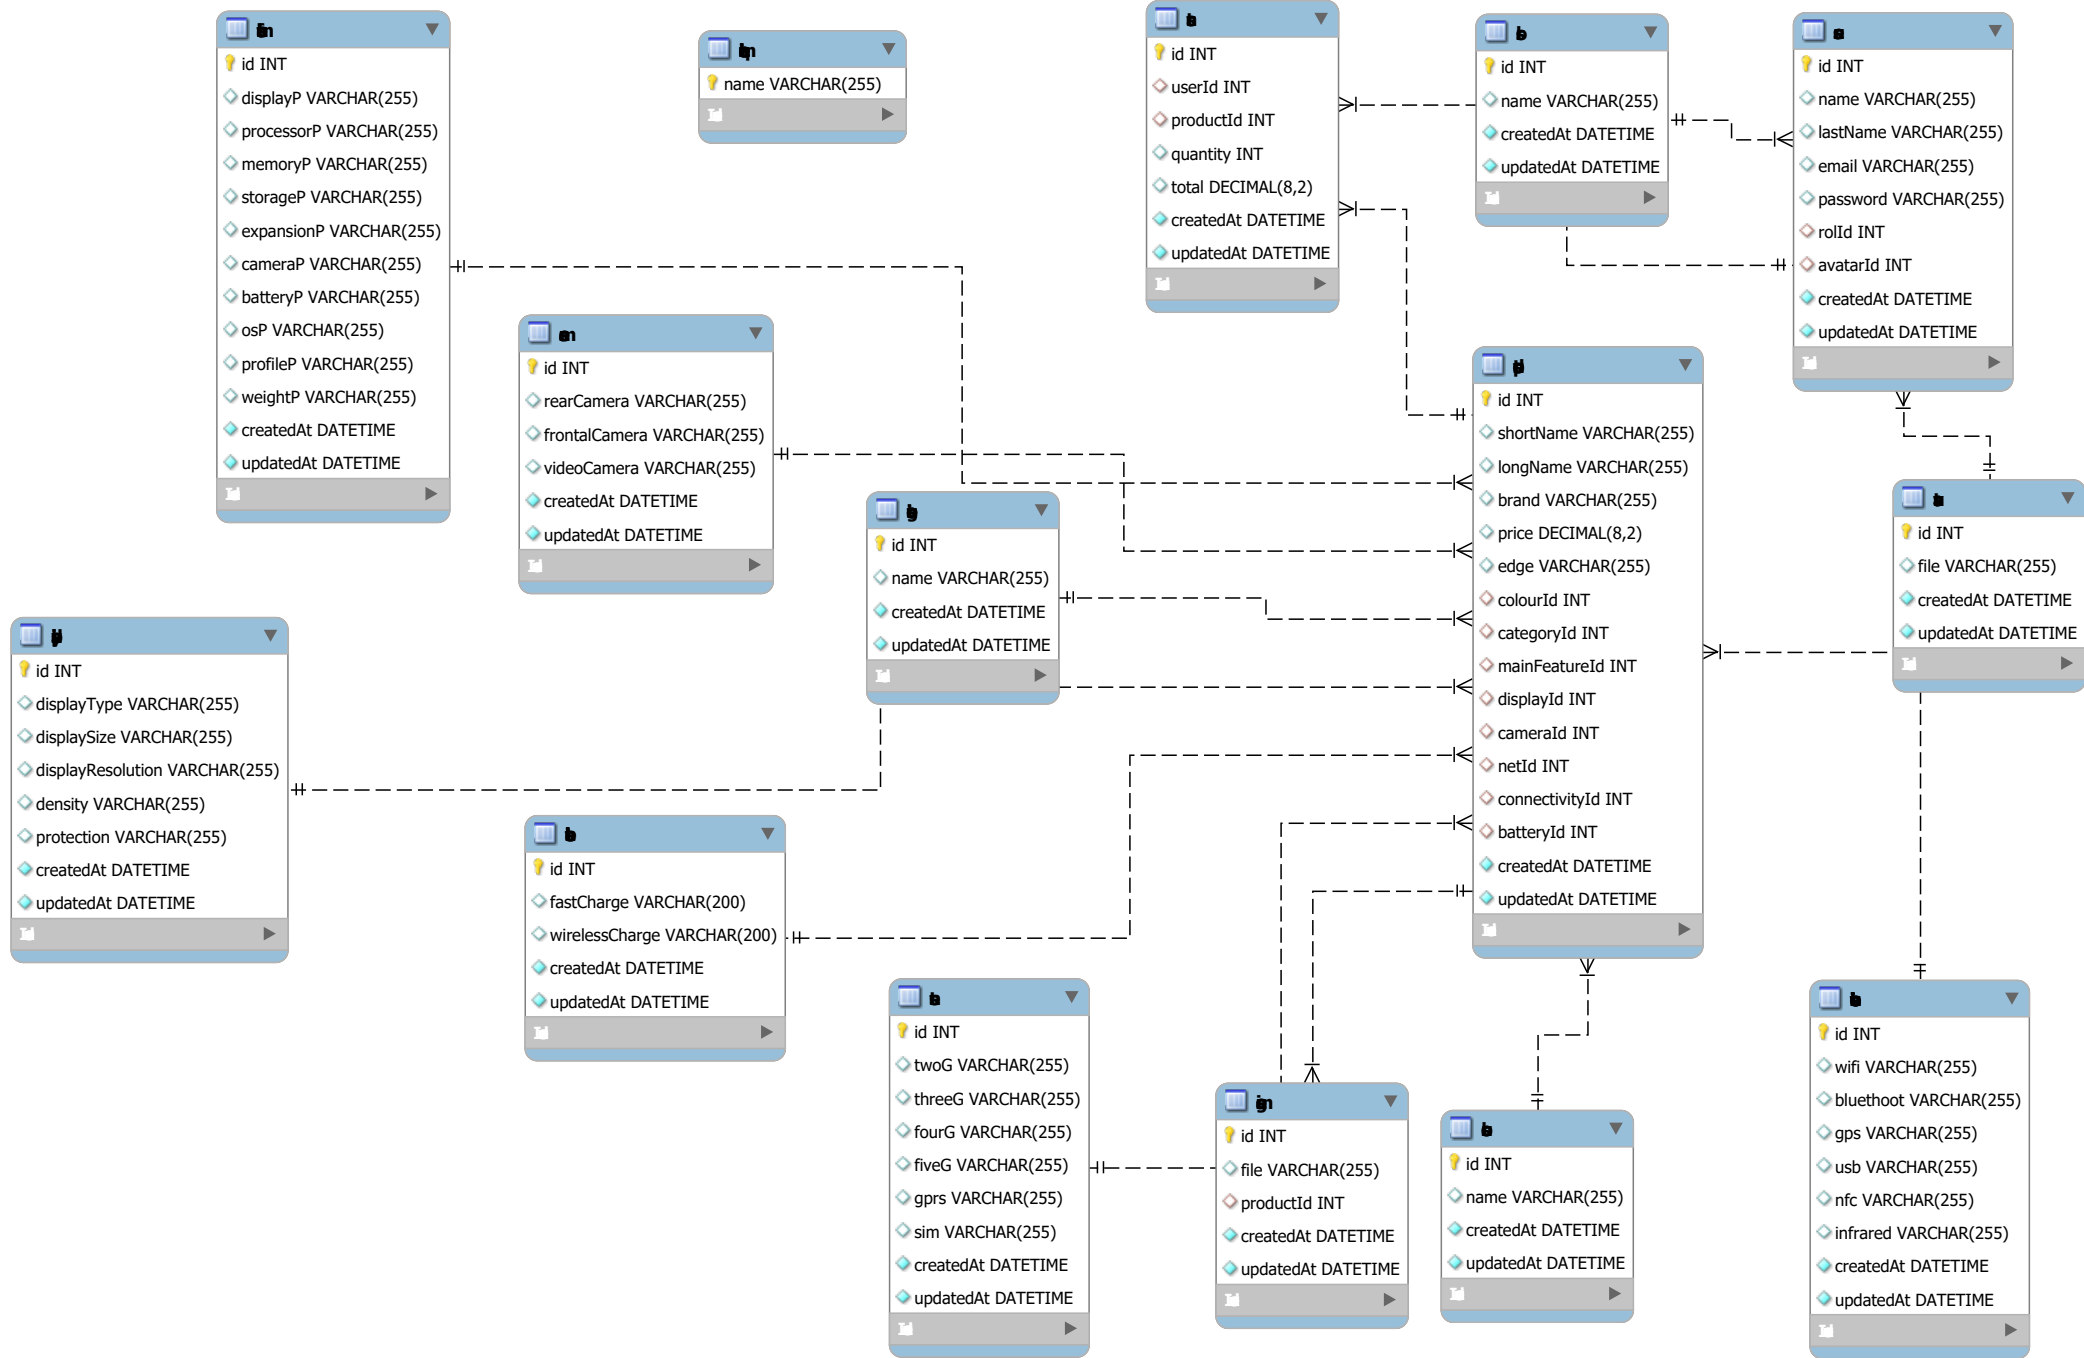 id INT
displayP VARCHAR(255)
processorP VARCHAR(255)
memoryP VARCHAR(255)
storageP VARCHAR(255)
expansionP VARCHAR(255)
cameraP VARCHAR(255)
batteryP VARCHAR(255)
osP VARCHAR(255)
profileP VARCHAR(255)
weightP VARCHAR(255)
createdAt DATETIME
updatedAt DATETIME
name VARCHAR(255)
id INT
userId INT
productId INT
quantity INT
total DECIMAL(8,2)
createdAt DATETIME
updatedAt DATETIME
id INT
name VARCHAR(255)
createdAt DATETIME
updatedAt DATETIME
id INT
name VARCHAR(255)
lastName VARCHAR(255)
email VARCHAR(255)
password VARCHAR(255)
rolId INT
avatarId INT
createdAt DATETIME
updatedAt DATETIME
id INT
rearCamera VARCHAR(255)
frontalCamera VARCHAR(255)
videoCamera VARCHAR(255)
createdAt DATETIME
updatedAt DATETIME
id INT
shortName VARCHAR(255)
longName VARCHAR(255)
brand VARCHAR(255)
price DECIMAL(8,2)
edge VARCHAR(255)
colourId INT
categoryId INT
mainFeatureId INT
displayId INT
cameraId INT
netId INT
connectivityId INT
batteryId INT
createdAt DATETIME
updatedAt DATETIME
id INT
name VARCHAR(255)
createdAt DATETIME
updatedAt DATETIME
id INT
file VARCHAR(255)
createdAt DATETIME
updatedAt DATETIME
id INT
displayType VARCHAR(255)
displaySize VARCHAR(255)
displayResolution VARCHAR(255)
density VARCHAR(255)
protection VARCHAR(255)
createdAt DATETIME
updatedAt DATETIME
id INT
fastCharge VARCHAR(200)
wirelessCharge VARCHAR(200)
createdAt DATETIME
updatedAt DATETIME
id INT
twoG VARCHAR(255)
threeG VARCHAR(255)
fourG VARCHAR(255)
fiveG VARCHAR(255)
gprs VARCHAR(255)
sim VARCHAR(255)
createdAt DATETIME
updatedAt DATETIME
id INT
file VARCHAR(255)
productId INT
createdAt DATETIME
updatedAt DATETIME
id INT
name VARCHAR(255)
createdAt DATETIME
updatedAt DATETIME
id INT
wifi VARCHAR(255)
bluethoot VARCHAR(255)
gps VARCHAR(255)
usb VARCHAR(255)
nfc VARCHAR(255)
infrared VARCHAR(255)
createdAt DATETIME
updatedAt DATETIME